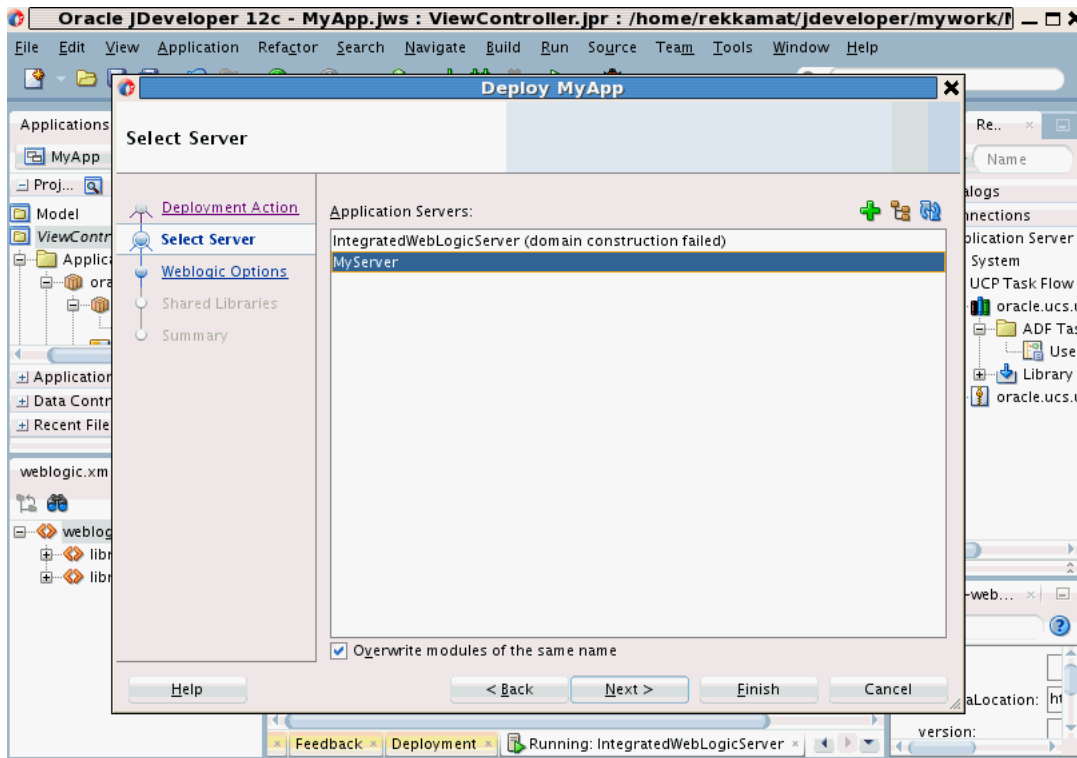 Oracle JDeveloper 12c - MyApp.jws : ViewController.jpr : /home/rekkamat/jdeveloper/mywork/
File Edit View Application Refactor Search Navigate Build Run Source Team Tools Window Help
Deploy MyApp
Applications
MyApp
Proj...
Model
ViewContr
Applica
ora
Application
Data Contr
Recent File
weblogic.xm
weblog
libr
libr
Select Server
Deployment Action
Select Server
Weblogic Options
Shared Libraries
Summary
Application Servers:
IntegratedWebLogicServer (domain construction failed)
MyServer
Overwrite modules of the same name
Help
< Back
Next >
Finish
Cancel
Re..
Name
alogs
nnections
plication Server
System
UCP Task Flow
oracle.ucs.u
ADF Tas
Use
Library
oracle.ucs.u
-web...
aLocation: ht
version:
Feedback Deployment Running: IntegratedWebLogicServer